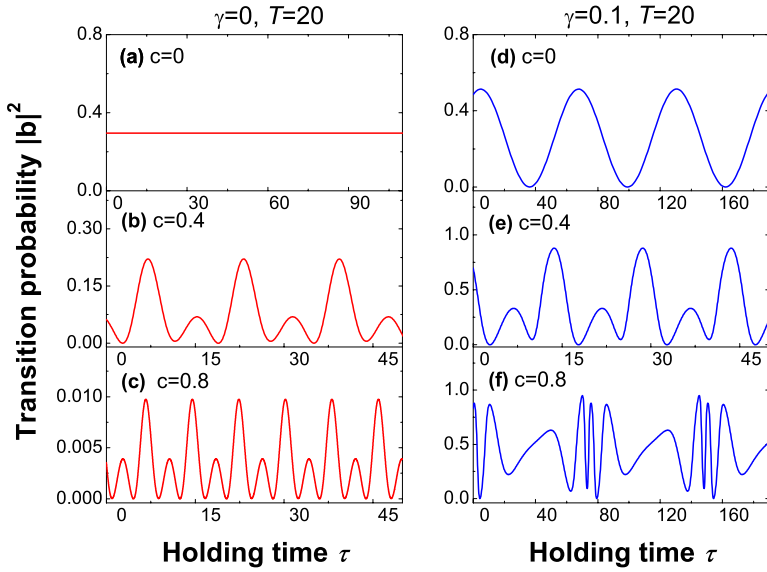 γ=0, T=20
γ=0.1, T=20
Transition probability |b|²
(a) c=0
0.8
0.4
0.0
0 30 60 90
(b) c=0.4
0.30
0.15
0.00
0 15 30 45
(c) c=0.8
0.010
0.005
0.000
0 15 30 45
Holding time τ
(d) c=0
0.8
0.4
0.0
0 40 80 120 160
(e) c=0.4
1.0
0.5
0.0
0 15 30 45
(f) c=0.8
1.0
0.5
0.0
0 40 80 120 160
Holding time τ